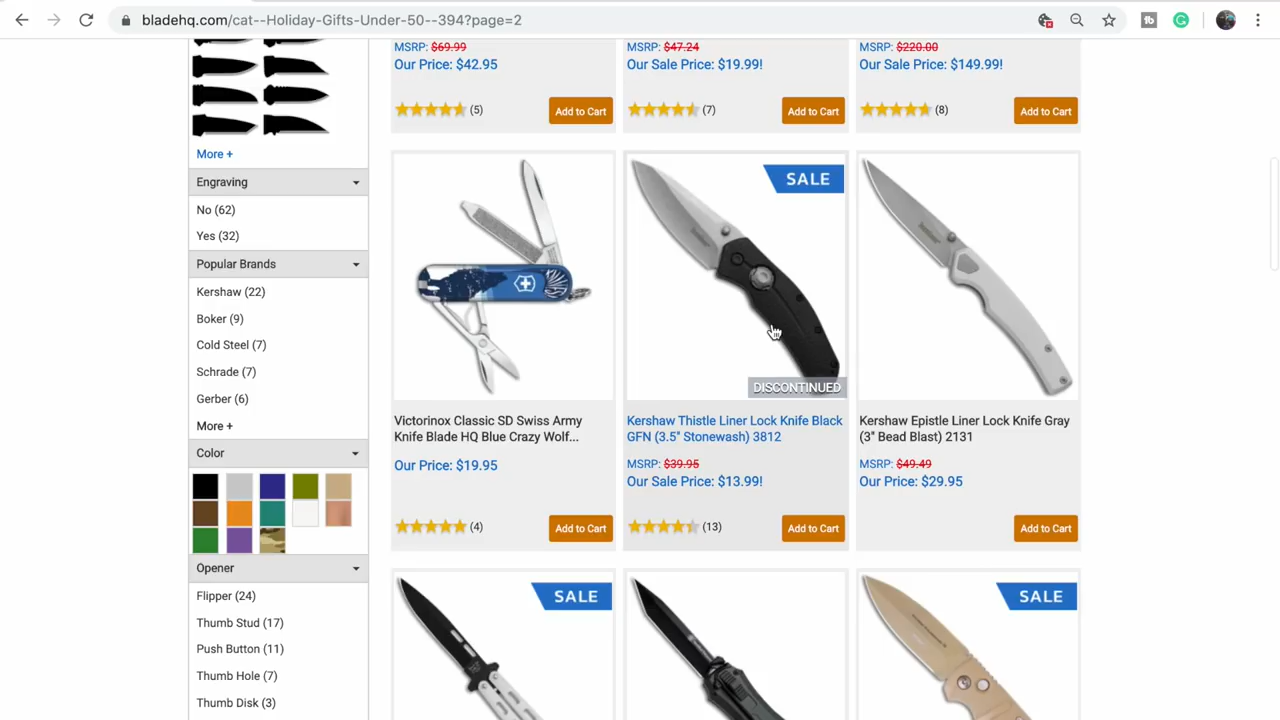 bladehq.com/cat--Holiday-Gifts-Under-50--394?page=2
MSRP: $69.99
Our Price: $42.95
(5)
Add to Cart
MSRP: $47.24
Our Sale Price: $19.99!
(7)
Add to Cart
MSRP: $220.00
Our Sale Price: $149.99!
(8)
Add to Cart
More +
Engraving
No (62)
Yes (32)
Popular Brands
Kershaw (22)
Boker (9)
Cold Steel (7)
Schrade (7)
Gerber (6)
More +
Color
Opener
Flipper (24)
Thumb Stud (17)
Push Button (11)
Thumb Hole (7)
Thumb Disk (3)
Victorinox Classic SD Swiss Army
Knife Blade HQ Blue Crazy Wolf...
Our Price: $19.95
(4)
Add to Cart
SALE
DISCONTINUED
Kershaw Thistle Liner Lock Knife Black
GFN (3.5" Stonewash) 3812
MSRP: $39.95
Our Sale Price: $13.99!
(13)
Add to Cart
Kershaw Epistle Liner Lock Knife Gray
(3" Bead Blast) 2131
MSRP: $49.49
Our Price: $29.95
Add to Cart
SALE
SALE